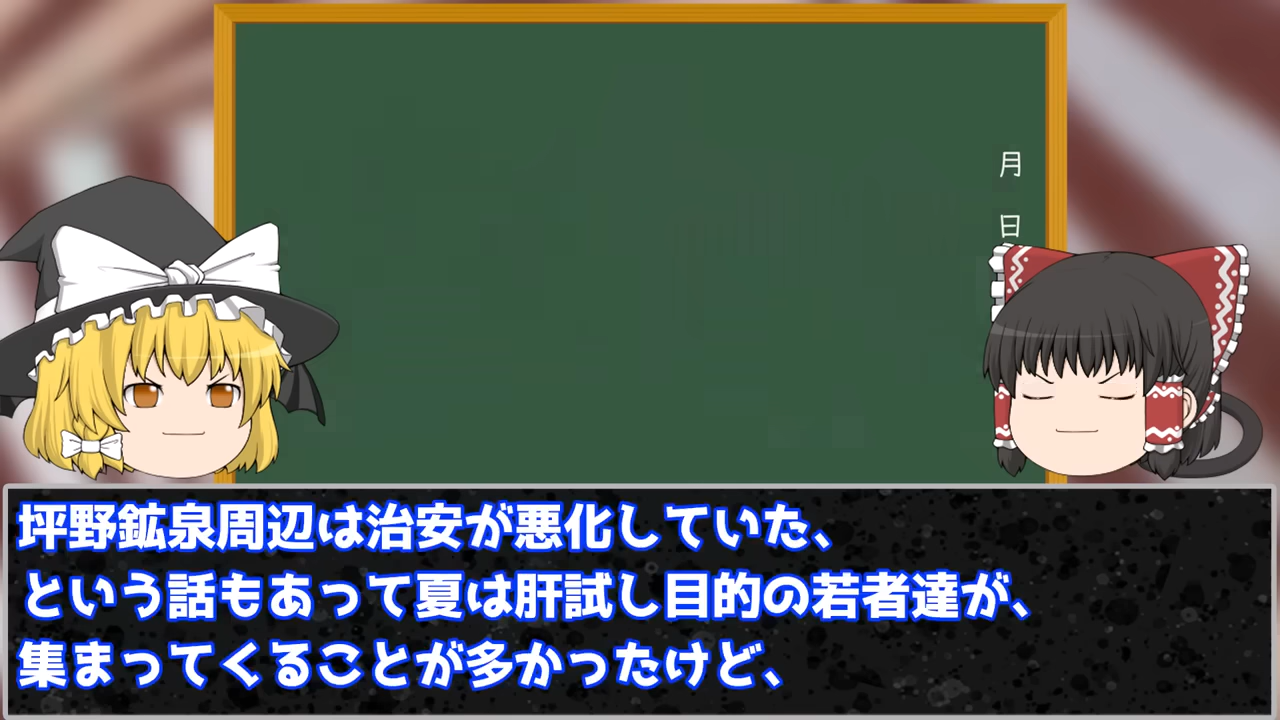 月
日
坪野鉱泉周辺は治安が悪化していた、
という話もあって夏は肝試し目的の若者達が、
集まってくることが多かったけど、